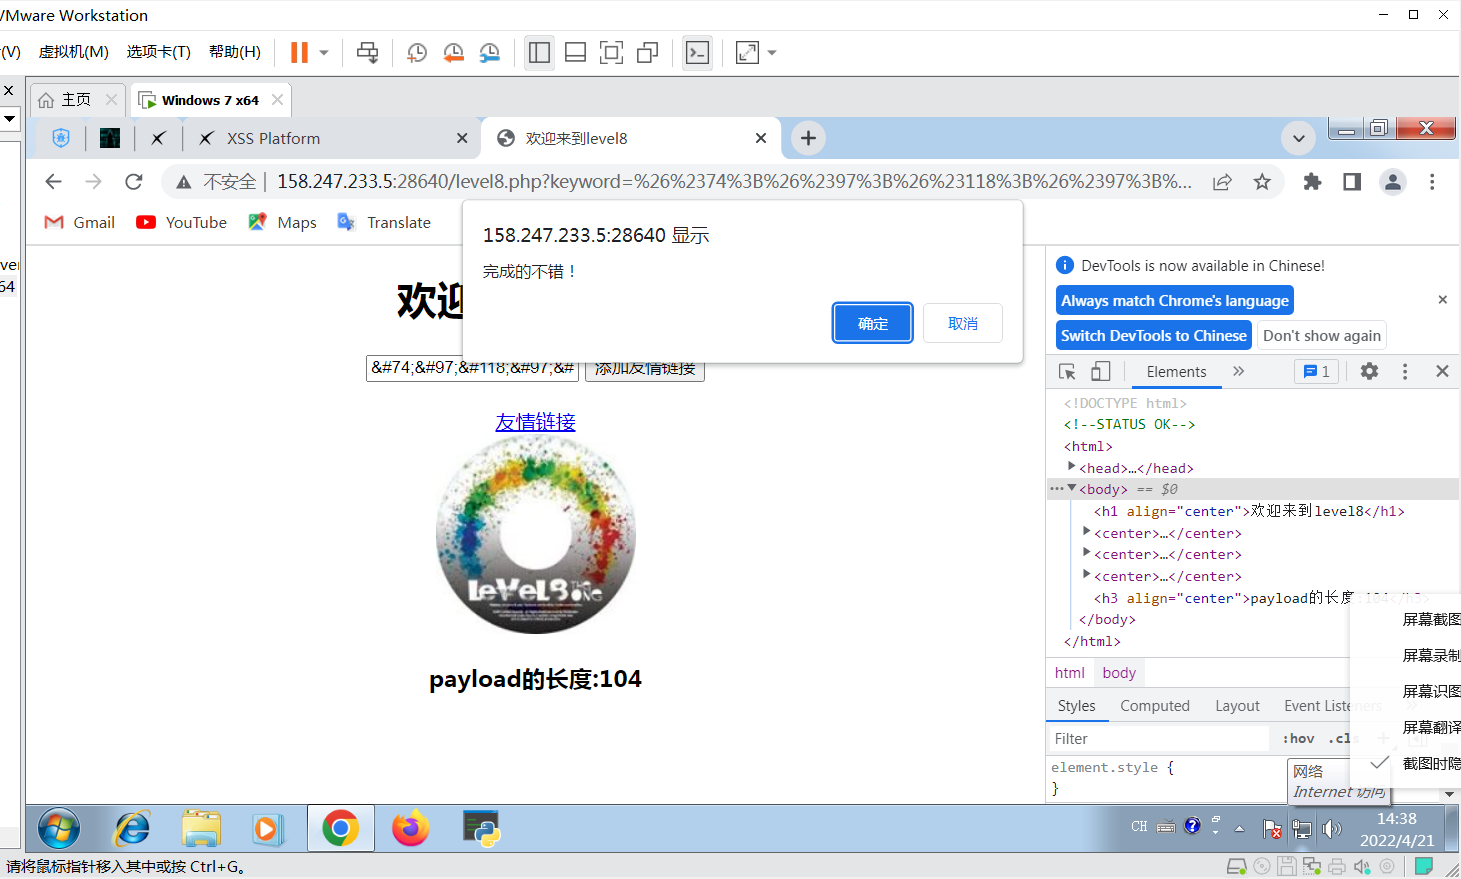 VMware Workstation
(V) 虚拟机(M) 选项卡(T) 帮助(H)
主页
Windows 7 x64
XSS Platform
欢迎来到level8
不安全 158.247.233.5:28640/level8.php?keyword=%26%2374%3B%26%2397%3B%26%23118%3B%26%2397%3B%...
Gmail YouTube Maps Translate
ver
64
158.247.233.5:28640 显示
完成的不错！
确定 取消
欢迎
&#74;&#97;&#118;&#97;&#
添加友情链接
友情链接
LeVeL8 THE ONG
payload的长度:104
DevTools is now available in Chinese!
Always match Chrome's language
Switch DevTools to Chinese Don't show again
Elements » 1
<!DOCTYPE html>
<!--STATUS OK-->
<html>
<head>…</head>
<body> == $0
<h1 align="center">欢迎来到level8</h1>
<center>…</center>
<center>…</center>
<center>…</center>
<h3 align="center">payload的长度:104</h3>
</body>
</html>
html body
Styles Computed Layout Event Listeners »
Filter :hov .cls +
element.style {
}
屏幕截图
屏幕录制
屏幕识图
屏幕翻译
截图时隐
网络
Internet 访问
CH
14:38
2022/4/21
请将鼠标指针移入其中或按 Ctrl+G。